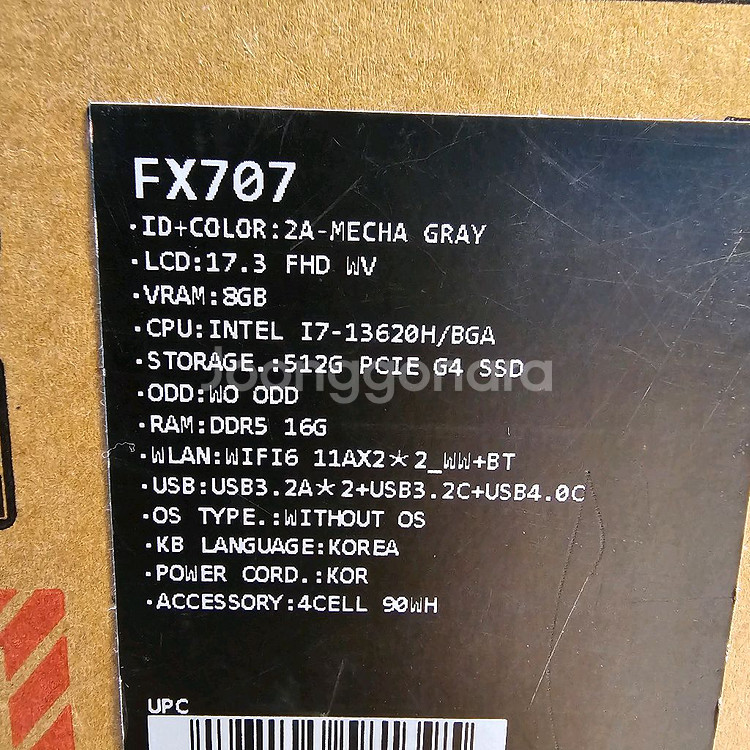 FX707
·ID+COLOR:2A-MECHA GRAY
·LCD:17.3 FHD WV
·VRAM:8GB
·CPU:INTEL I7-13620H/BGA
·STORAGE.:512G PCIE G4 SSD
Joonggonara
·ODD:WO ODD
·RAM:DDR5 16G
·WLAN:WIFI6 11AX2*2_WW+BT
·USB:USB3.2A*2+USB3.2C+USB4.0C
·OS TYPE.:WITHOUT OS
·KB LANGUAGE:KOREA
·POWER CORD.:KOR
·ACCESSORY:4CELL 90WH
UPC